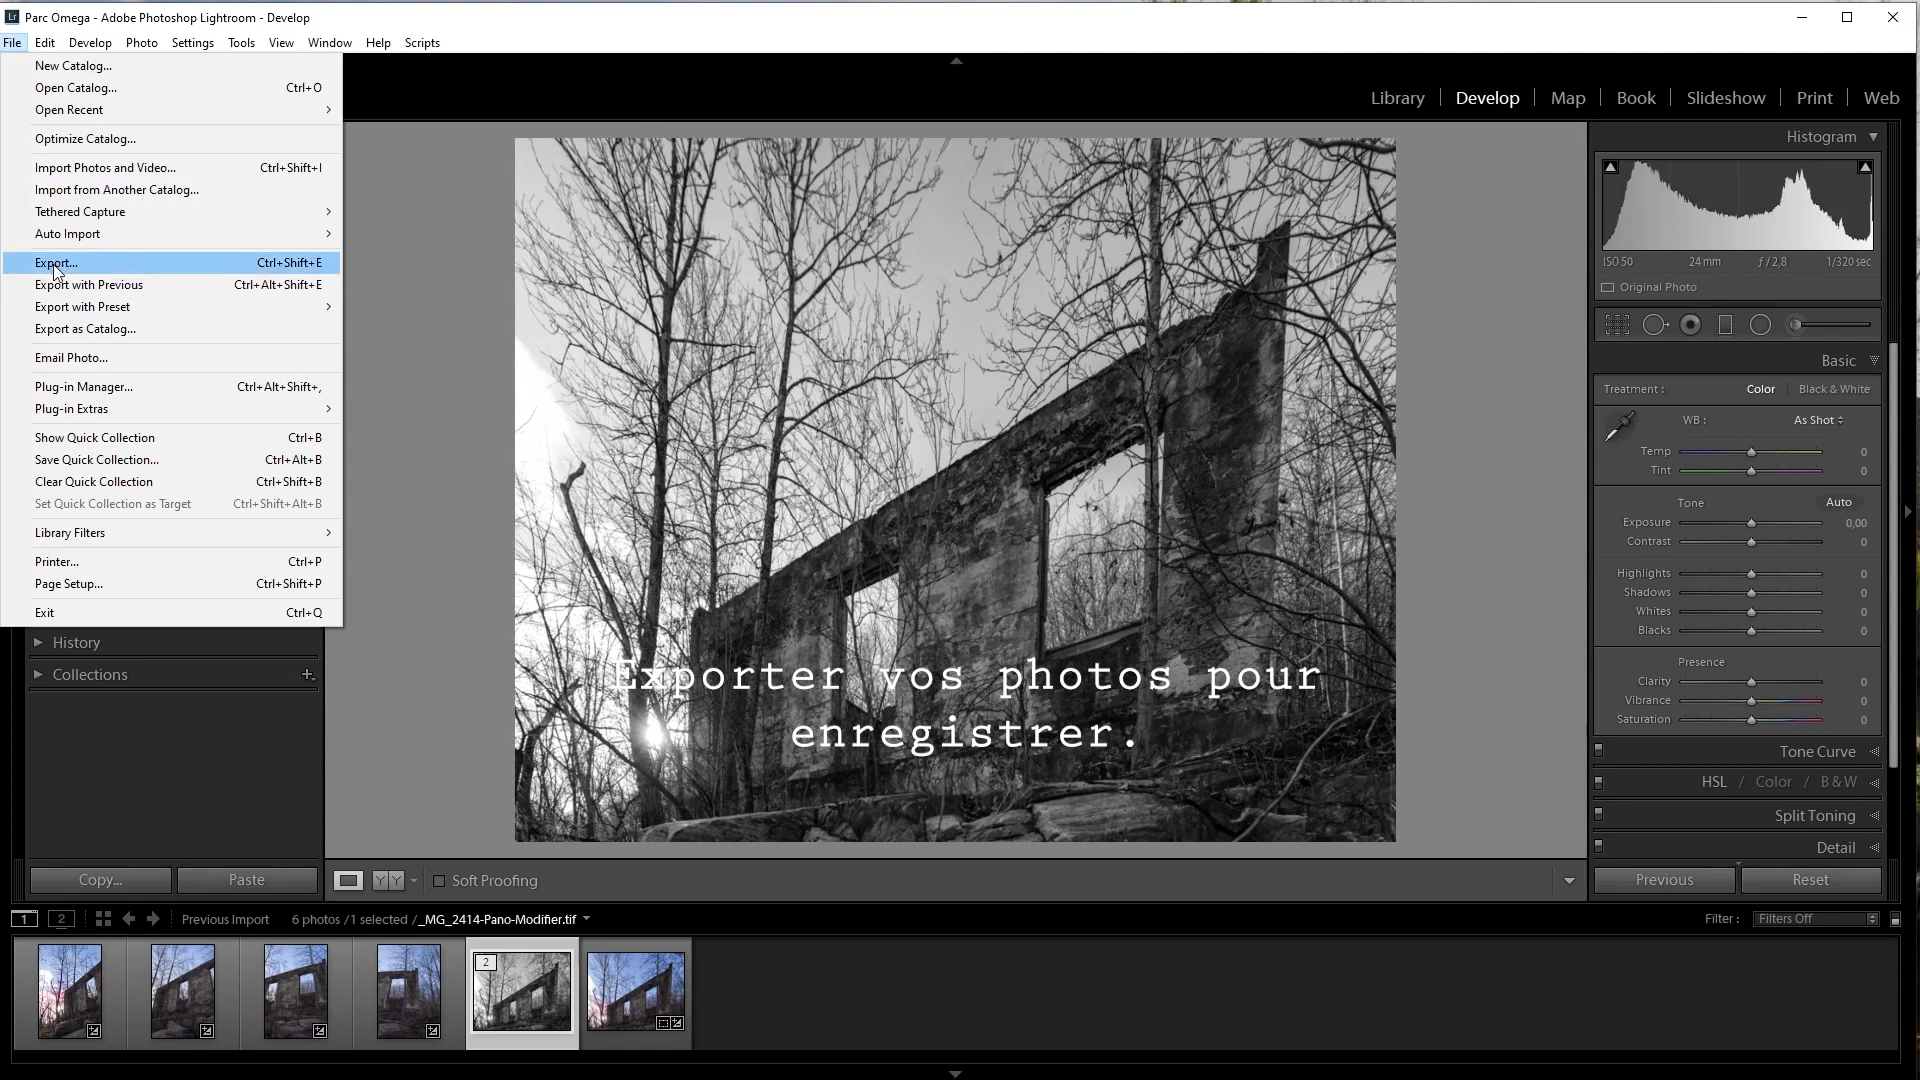 Lr Parc Omega - Adobe Photoshop Lightroom - Develop
File Edit Develop Photo Settings Tools View Window Help Scripts
New Catalog...
Open Catalog... Ctrl+O
Open Recent
Optimize Catalog...
Import Photos and Video... Ctrl+Shift+I
Import from Another Catalog...
Tethered Capture
Auto Import
Export... Ctrl+Shift+E
Export with Previous Ctrl+Alt+Shift+E
Export with Preset
Export as Catalog...
Email Photo...
Plug-in Manager... Ctrl+Alt+Shift+,
Plug-in Extras
Show Quick Collection Ctrl+B
Save Quick Collection... Ctrl+Alt+B
Clear Quick Collection Ctrl+Shift+B
Set Quick Collection as Target Ctrl+Shift+Alt+B
Library Filters
Printer... Ctrl+P
Page Setup... Ctrl+Shift+P
Exit Ctrl+Q
History
Collections
Copy... Paste
Library Develop Map Book Slideshow Print Web
Exporter vos photos pour
enregistrer.
Histogram
ISO 50 24 mm ƒ / 2,8 1/320 sec
Original Photo
Basic
Treatment : Color Black & White
WB : As Shot
Temp 0
Tint 0
Tone Auto
Exposure 0,00
Contrast 0
Highlights 0
Shadows 0
Whites 0
Blacks 0
Presence
Clarity 0
Vibrance 0
Saturation 0
Tone Curve
HSL / Color / B & W
Split Toning
Detail
Previous Reset
Y Y Soft Proofing
1 2 Previous Import 6 photos / 1 selected / _MG_2414-Pano-Modifier.tif Filter : Filters Off
2